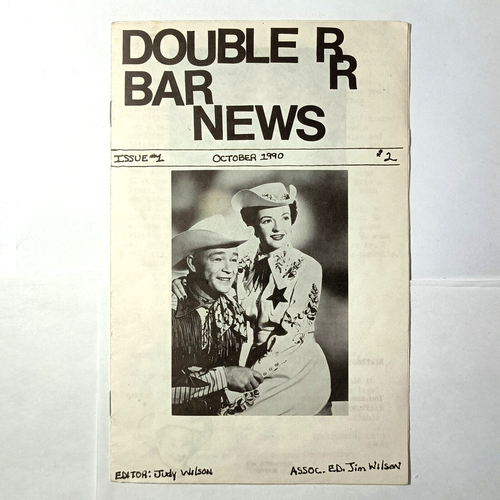 DOUBLE RR
BAR
NEWS
ISSUE #1 OCTOBER 1990 $2
EDITOR: Judy Wilson ASSOC. ED. Jim Wilson